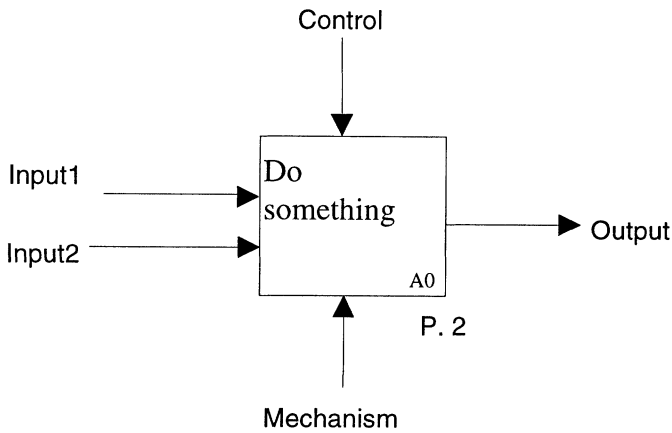 Control
Input1
Do
something
Input2
Output
A0
P. 2
Mechanism